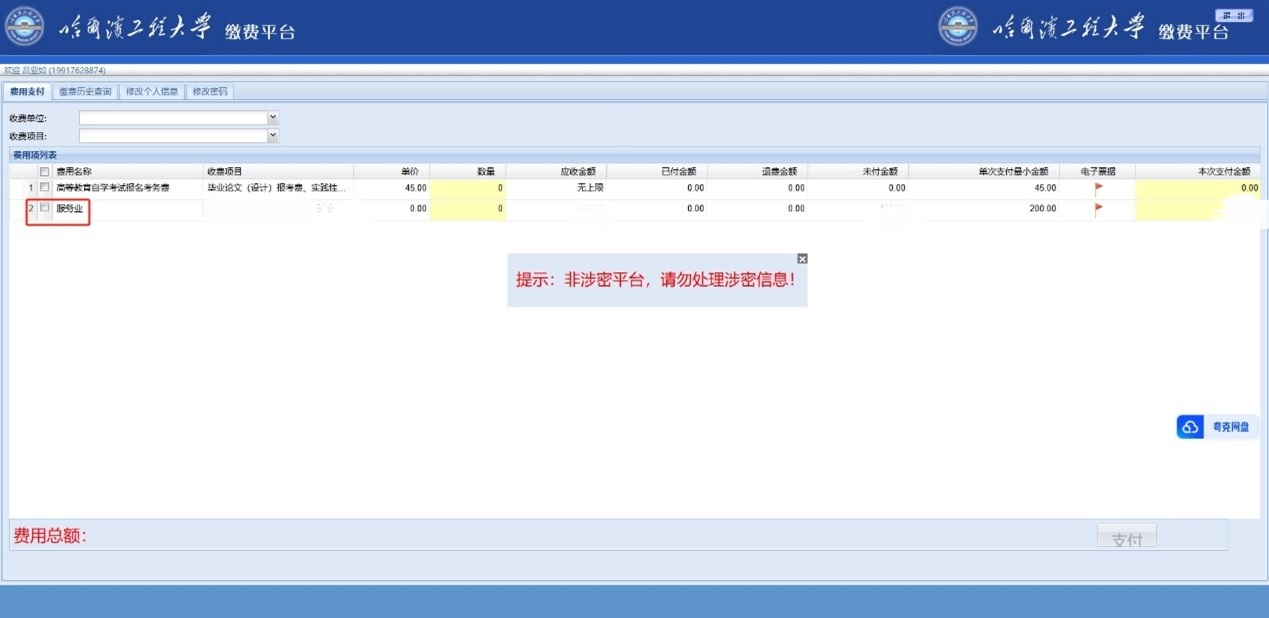 哈尔滨工程大学 缴费平台
哈尔滨工程大学 缴费平台
退 出
欢迎 吕亚如 (19917628874)
费用支付 缴费历史查询 修改个人信息 修改密码
收费单位:
收费项目:
费用项列表
费用名称 收费项目 单价 数量 应收金额 已付金额 退费金额 未付金额 单次支付最小金额 电子票据 本次支付金额
1 高等教育自学考试报名考务费 毕业论文（设计）报考费、实践性... 45.00 0 无上限 0.00 0.00 0.00 45.00 0.00
2 服务业 0.00 0 0.00 0.00 200.00
提示：非涉密平台，请勿处理涉密信息！
夸克网盘
费用总额：
支付